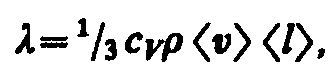 λ = 1/3 c_V ρ ⟨v⟩ ⟨l⟩,